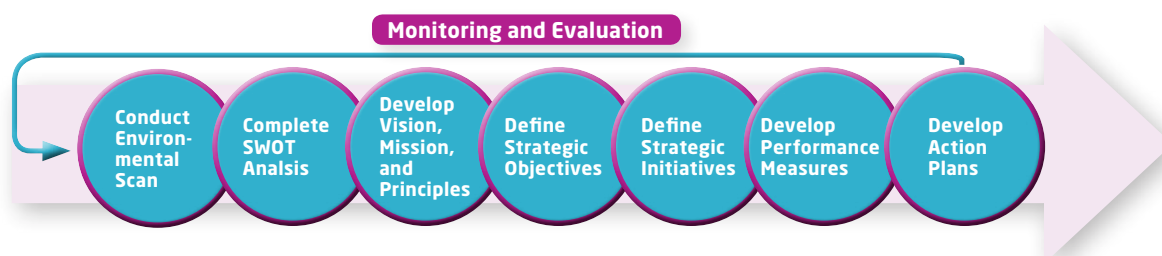 Monitoring and Evaluation
Conduct
Environ-
mental
Scan
Complete
SWOT
Analsis
Develop
Vision,
Mission,
and
Principles
Define
Strategic
Objectives
Define
Strategic
Initiatives
Develop
Performance
Measures
Develop
Action
Plans